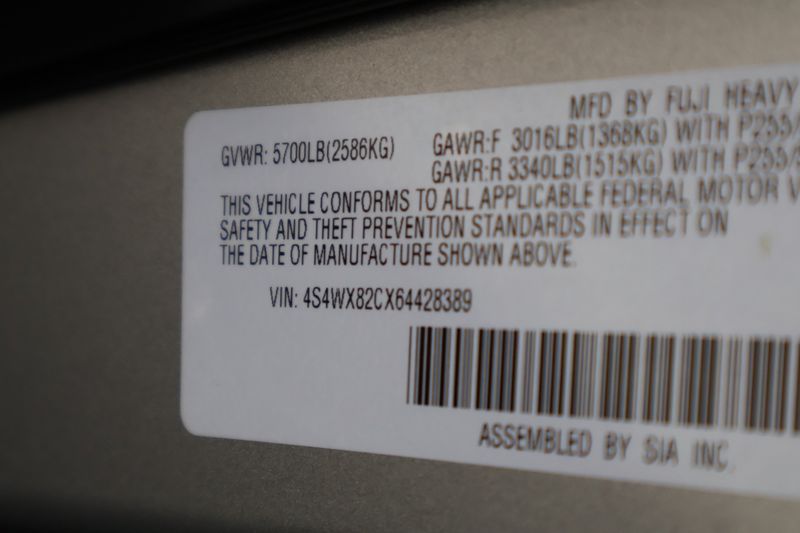 MFD BY FUJI HEAVY
GVWR: 5700LB(2586KG)
GAWR:F 3016LB(1368KG) WITH P255/
GAWR:R 3340LB(1515KG) WITH P255/
THIS VEHICLE CONFORMS TO ALL APPLICABLE FEDERAL MOTOR V
SAFETY AND THEFT PREVENTION STANDARDS IN EFFECT ON
THE DATE OF MANUFACTURE SHOWN ABOVE.
VIN: 4S4WX82CX64428389
ASSEMBLED BY SIA INC.